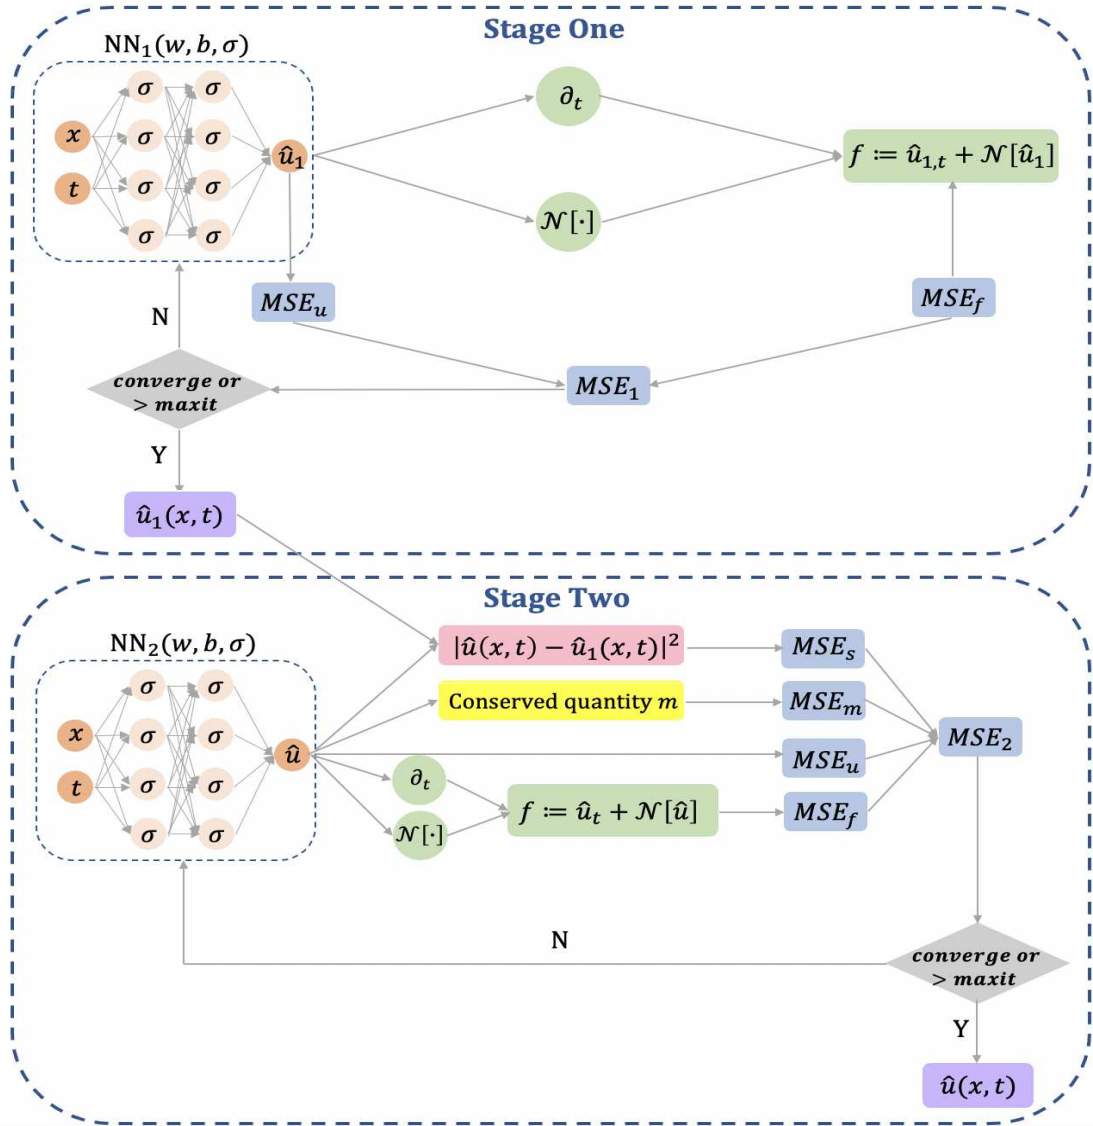 Stage One
NN₁(w, b, σ)
x
t
σ σ
σ σ
σ σ
σ σ
û₁
∂ₜ
𝒩[·]
f ≔ û₁,ₜ + 𝒩[û₁]
MSEᵤ
MSE_f
MSE₁
N
converge or
> maxit
Y
û₁(x, t)
Stage Two
NN₂(w, b, σ)
x
t
σ σ
σ σ
σ σ
σ σ
û
|û(x, t) − û₁(x, t)|²
MSEₛ
Conserved quantity m
MSEₘ
MSEᵤ
MSE₂
∂ₜ
𝒩[·]
f ≔ ûₜ + 𝒩[û]
MSE_f
N
converge or
> maxit
Y
û(x, t)